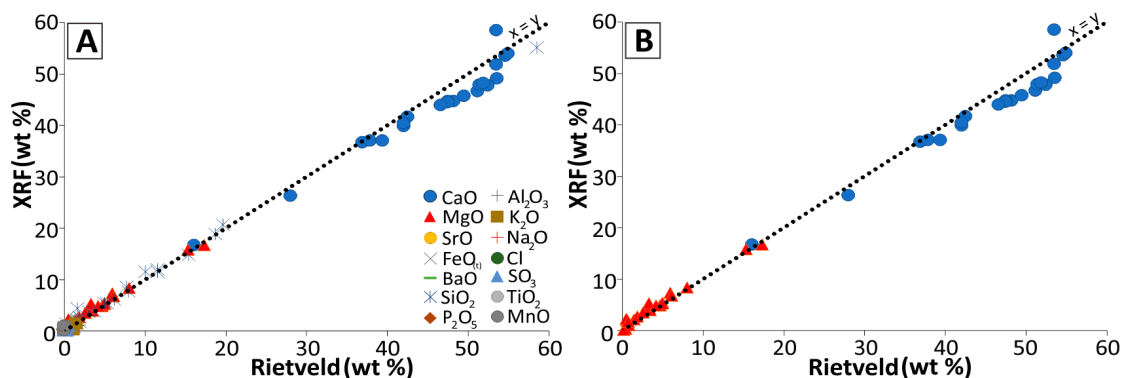 A
x = y
XRF(wt %)
60
50
40
30
20
10
0
0 10 20 30 40 50 60
Rietveld (wt %)
CaO Al₂O₃
MgO K₂O
SrO Na₂O
FeO₍t₎ Cl
BaO SO₃
SiO₂ TiO₂
P₂O₅ MnO
B
x = y
XRF(wt %)
60
50
40
30
20
10
0
0 10 20 30 40 50 60
Rietveld (wt %)